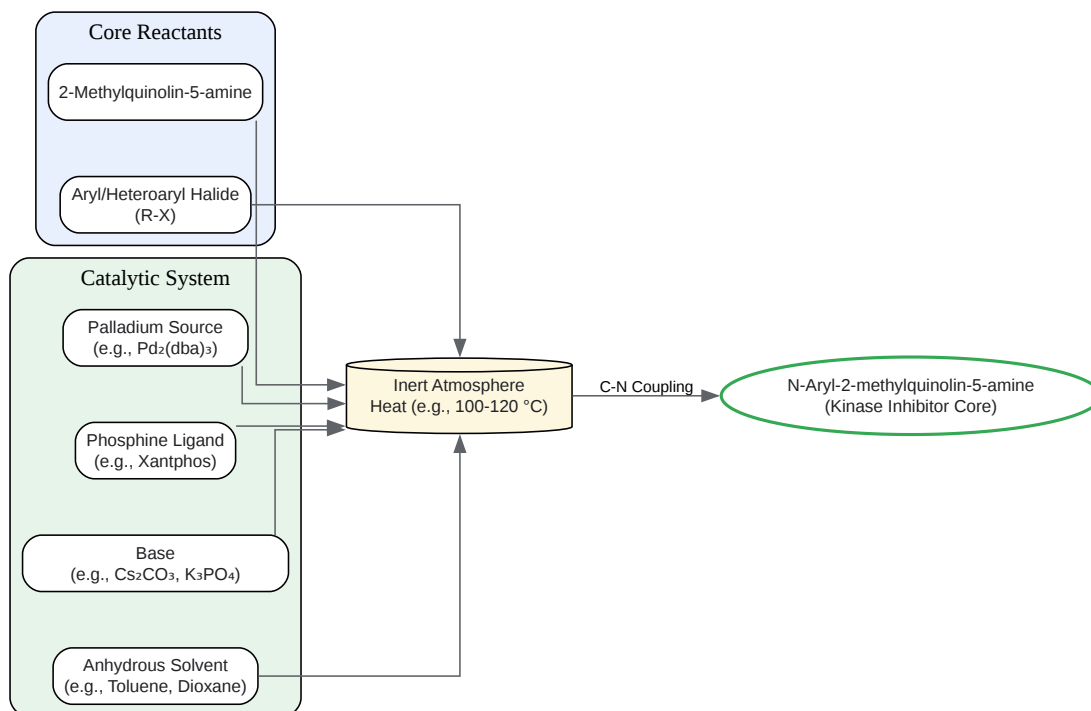 Core Reactants
2-Methylquinolin-5-amine
Aryl/Heteroaryl Halide
(R-X)
Catalytic System
Palladium Source
(e.g., Pd₂(dba)₃)
Phosphine Ligand
(e.g., Xantphos)
Base
(e.g., Cs₂CO₃, K₃PO₄)
Anhydrous Solvent
(e.g., Toluene, Dioxane)
Inert Atmosphere
Heat (e.g., 100-120 °C)
C-N Coupling
N-Aryl-2-methylquinolin-5-amine
(Kinase Inhibitor Core)